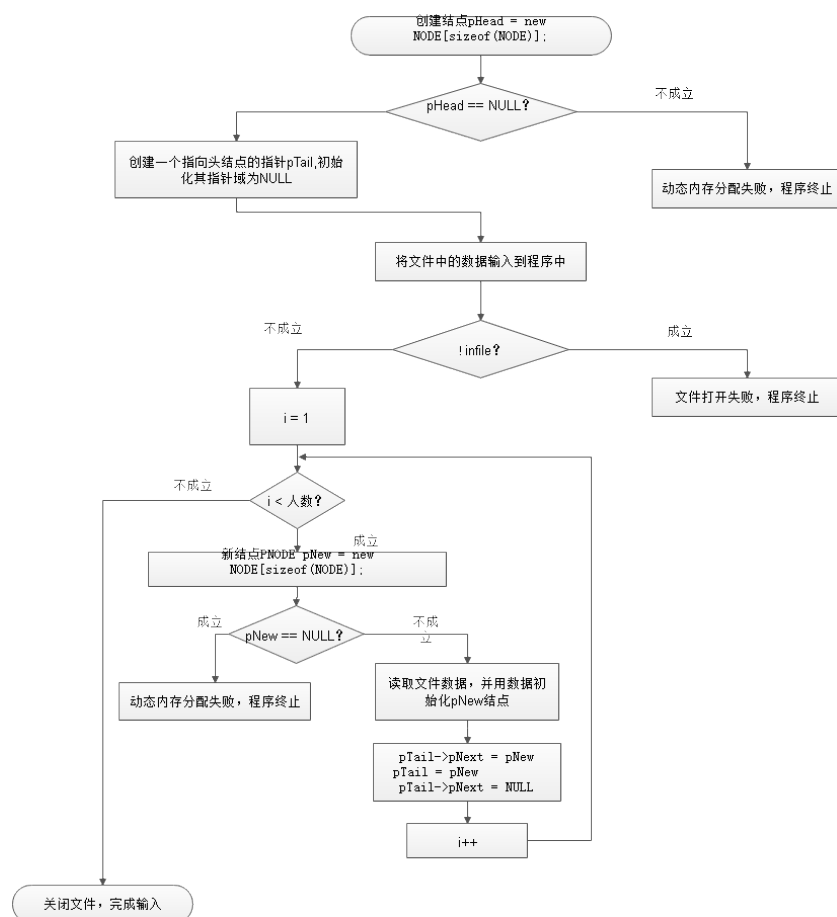 创建结点pHead = new
NODE[sizeof(NODE)];
pHead == NULL?
不成立
创建一个指向头结点的指针pTail,初始
化其指针域为NULL
动态内存分配失败，程序终止
将文件中的数据输入到程序中
不成立
! infile?
成立
文件打开失败，程序终止
i = 1
不成立
i < 人数?
成立
新结点PNODE pNew = new
NODE[sizeof(NODE)];
成立
pNew == NULL?
不成
立
动态内存分配失败，程序终止
读取文件数据，并用数据初
始化pNew结点
pTail->pNext = pNew
pTail = pNew
pTail->pNext = NULL
i++
关闭文件，完成输入